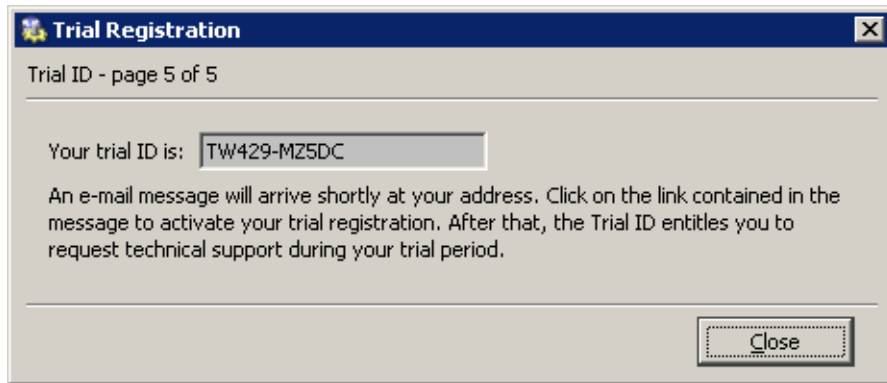 Trial Registration
Trial ID - page 5 of 5
Your trial ID is: TW429-MZ5DC
An e-mail message will arrive shortly at your address. Click on the link contained in the
message to activate your trial registration. After that, the Trial ID entitles you to
request technical support during your trial period.
Close